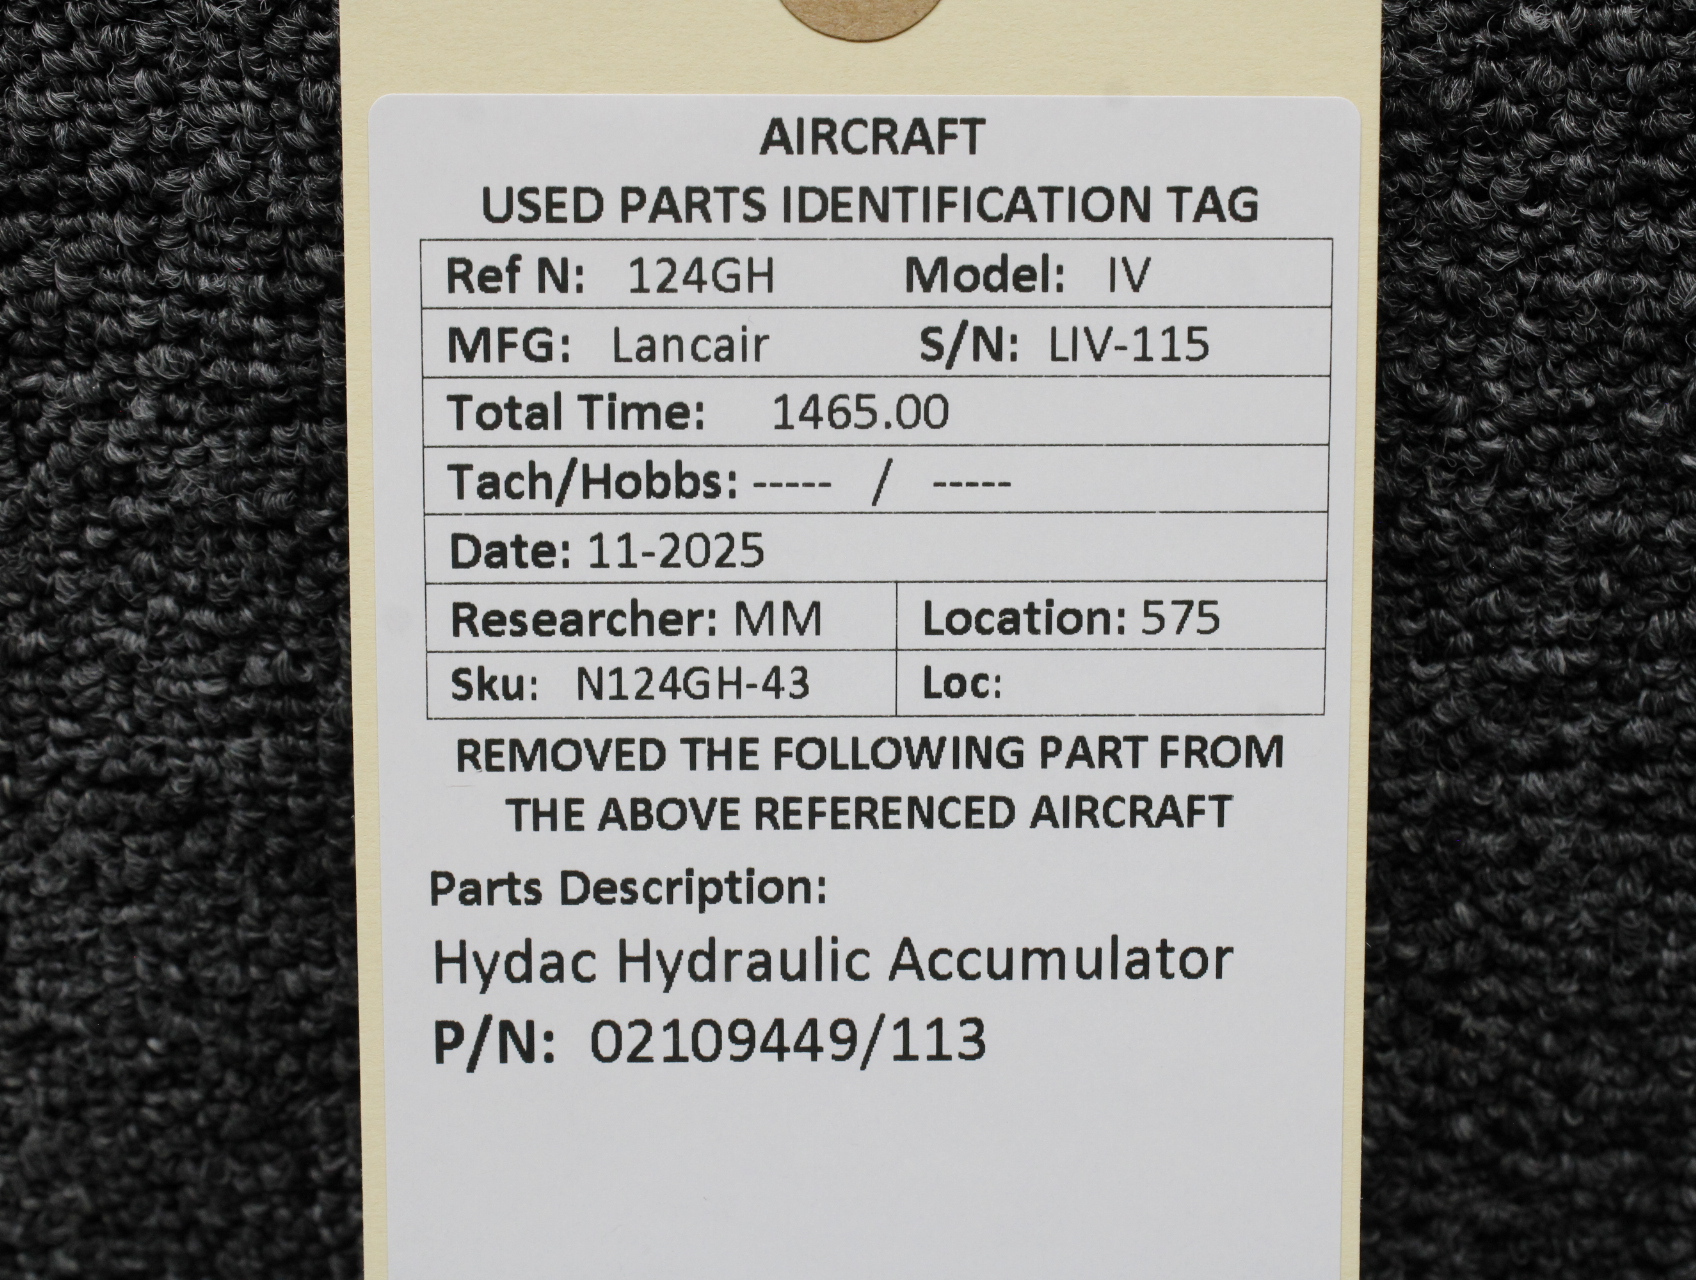 AIRCRAFT
USED PARTS IDENTIFICATION TAG
Ref N: 124GH Model: IV
MFG: Lancair S/N: LIV-115
Total Time: 1465.00
Tach/Hobbs: ----- / -----
Date: 11-2025
Researcher: MM Location: 575
Sku: N124GH-43 Loc:
REMOVED THE FOLLOWING PART FROM
THE ABOVE REFERENCED AIRCRAFT
Parts Description:
Hydac Hydraulic Accumulator
P/N: 02109449/113